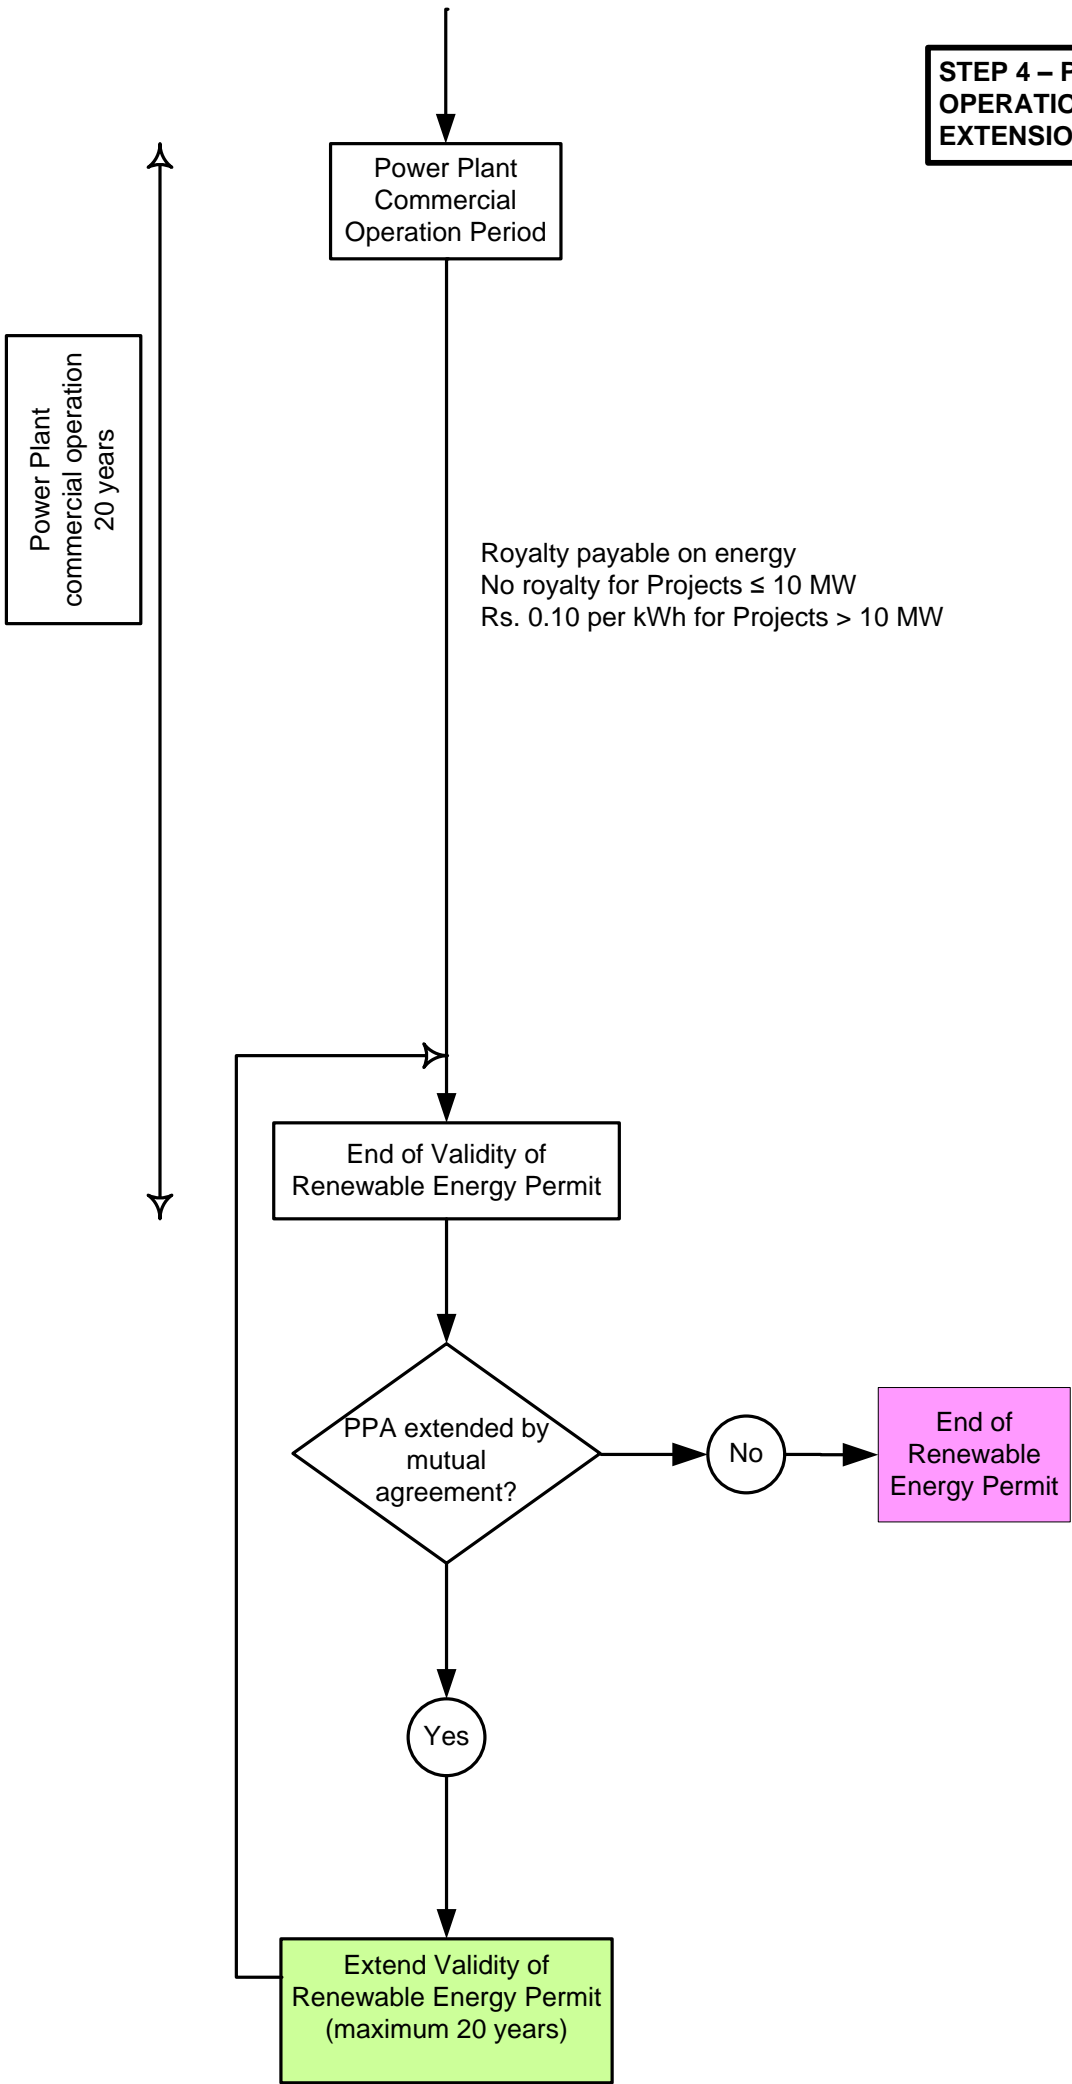 STEP 4 –
Power Plant
Commercial
Operation Period
Power Plant
commercial operation
20 years
Royalty payable on energy
No royalty for Projects ≤ 10 MW
Rs. 0.10 per kWh for Projects > 10 MW
End of Validity of
Renewable Energy Permit
PPA extended by
mutual
agreement?
No
End of
Renewable
Energy Permit
Yes
Extend Validity of
Renewable Energy Permit
(maximum 20 years)